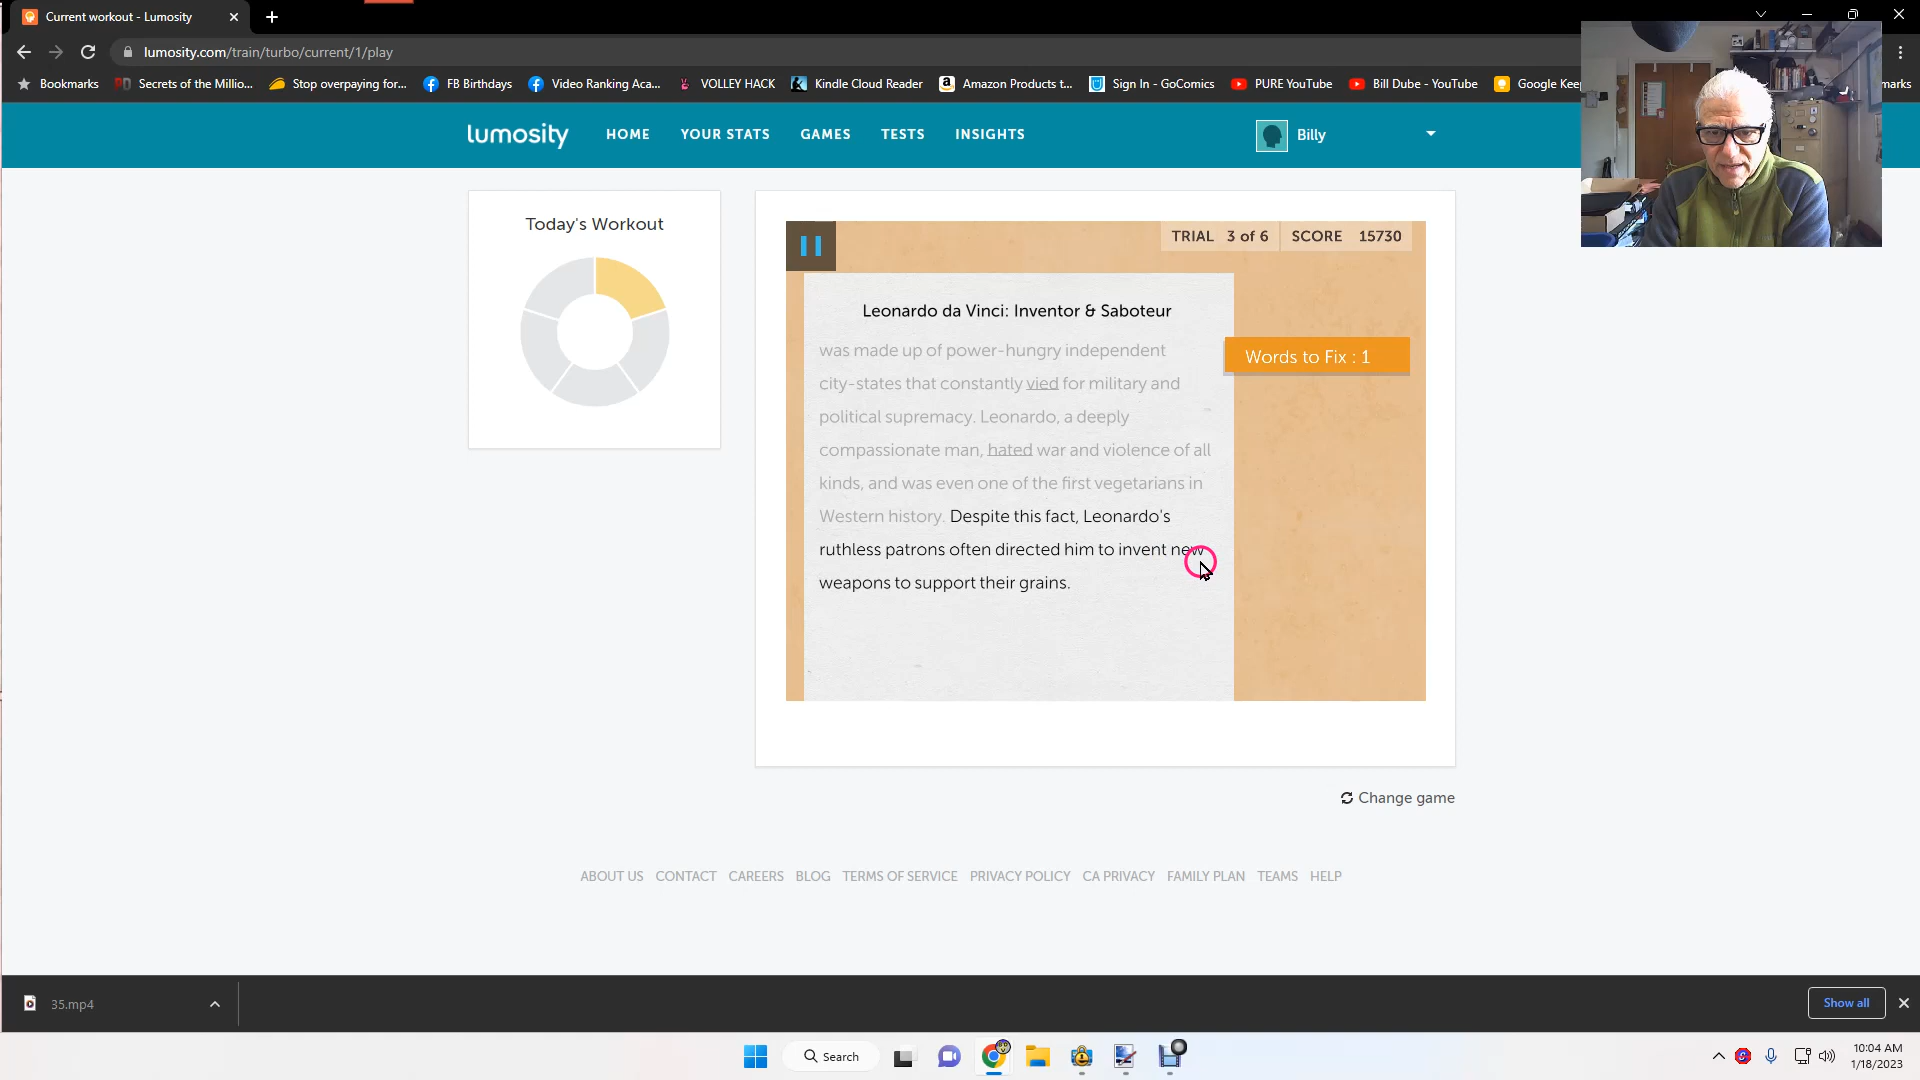 Current workout - Lumosity
lumosity.com/train/turbo/current/1/play
Bookmarks Secrets of the Millio... Stop overpaying for... FB Birthdays Video Ranking Aca... VOLLEY HACK Kindle Cloud Reader Amazon Products t... Sign In - GoComics PURE YouTube Bill Dube - YouTube Google Kee marks
lumosity HOME YOUR STATS GAMES TESTS INSIGHTS Billy
Today's Workout
TRIAL 3 of 6 SCORE 15730
Leonardo da Vinci: Inventor & Saboteur
was made up of power-hungry independent
city-states that constantly vied for military and
political supremacy. Leonardo, a deeply
compassionate man, hated war and violence of all
kinds, and was even one of the first vegetarians in
Western history. Despite this fact, Leonardo's
ruthless patrons often directed him to invent new
weapons to support their grains.
Words to Fix : 1
Change game
ABOUT US CONTACT CAREERS BLOG TERMS OF SERVICE PRIVACY POLICY CA PRIVACY FAMILY PLAN TEAMS HELP
35.mp4
Show all
Search
10:04 AM
1/18/2023